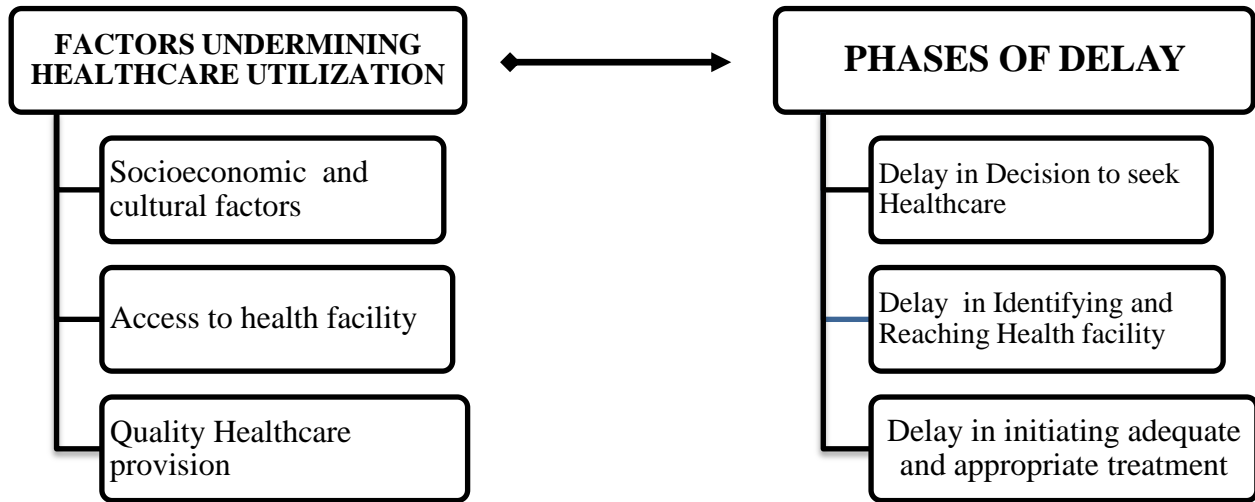 FACTORS UNDERMINING
HEALTHCARE UTILIZATION
Socioeconomic and
cultural factors
Access to health facility
Quality Healthcare
provision
PHASES OF DELAY
Delay in Decision to seek
Healthcare
Delay in Identifying and
Reaching Health facility
Delay in initiating adequate
and appropriate treatment